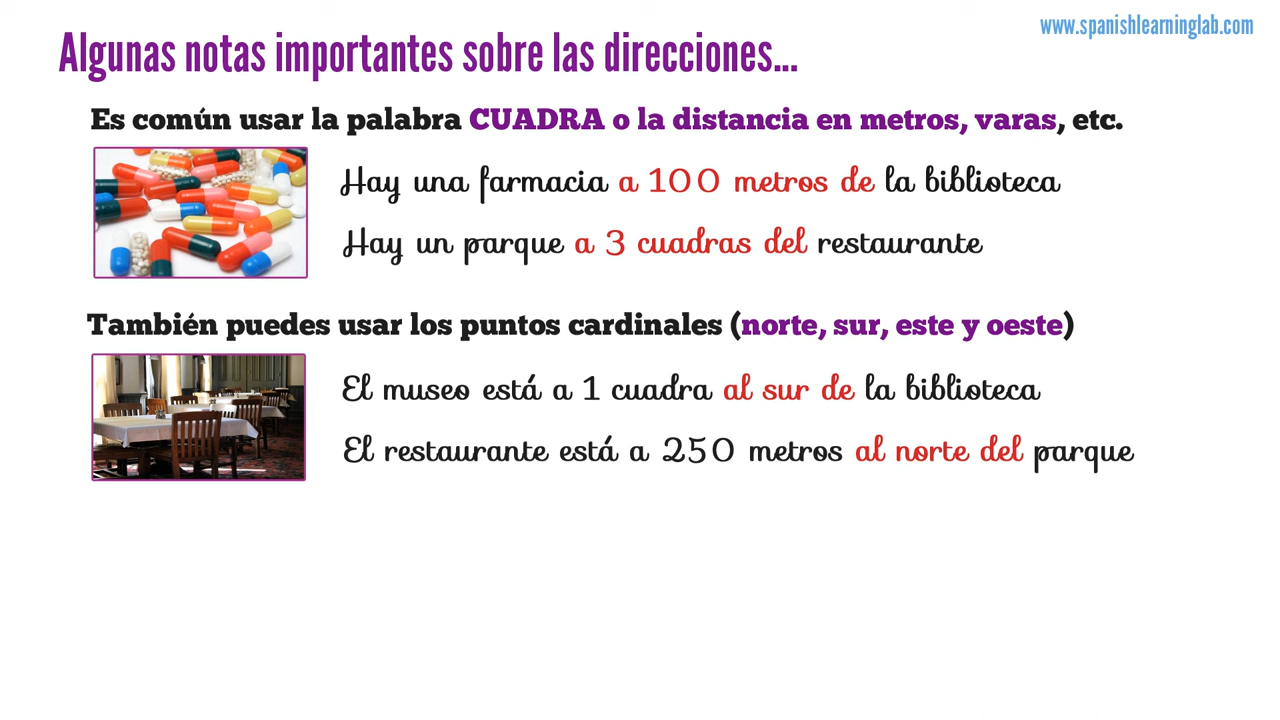 www.spanishlearninglab.com
Algunas notas importantes sobre las direcciones...
Es común usar la palabra CUADRA o la distancia en metros, varas, etc.
Hay una farmacia a 100 metros de la biblioteca
Hay un parque a 3 cuadras del restaurante
También puedes usar los puntos cardinales (norte, sur, este y oeste)
El museo está a 1 cuadra al sur de la biblioteca
El restaurante está a 250 metros al norte del parque